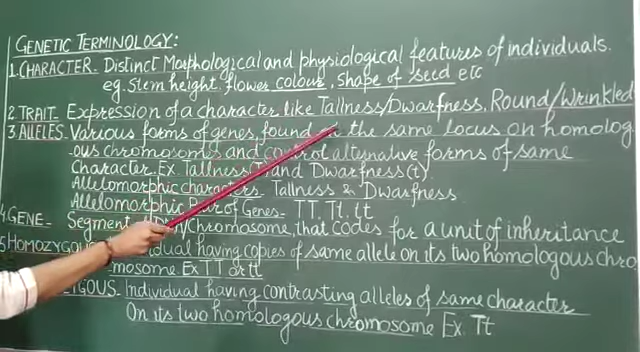 GENETIC TERMINOLOGY:
1. CHARACTER. Distinct Morphological and physiological features of individuals.
eg. Stem height, flower colour, shape of seed etc
2. TRAIT. Expression of a character like Tallness/Dwarfness, Round/Wrinkled
3. ALLELES. Various forms of genes, found the same locus on homolog
-ous chromosomes and control alternative forms of same
Character. Ex. Tallness(T) and Dwarfness(t).
Allelomorphic characters- Tallness & Dwarfness
Allelomorphic Pair of Genes- TT, Tt, tt
4. GENE- Segment DNA/Chromosome, that codes for a unit of inheritance
5. HOMOZYGOU having copies of same allele on its two homologous chro
-mosome Ex TT or tt
GOUS- Individual having contrasting alleles of same character
On its two homologous chromosome Ex. Tt